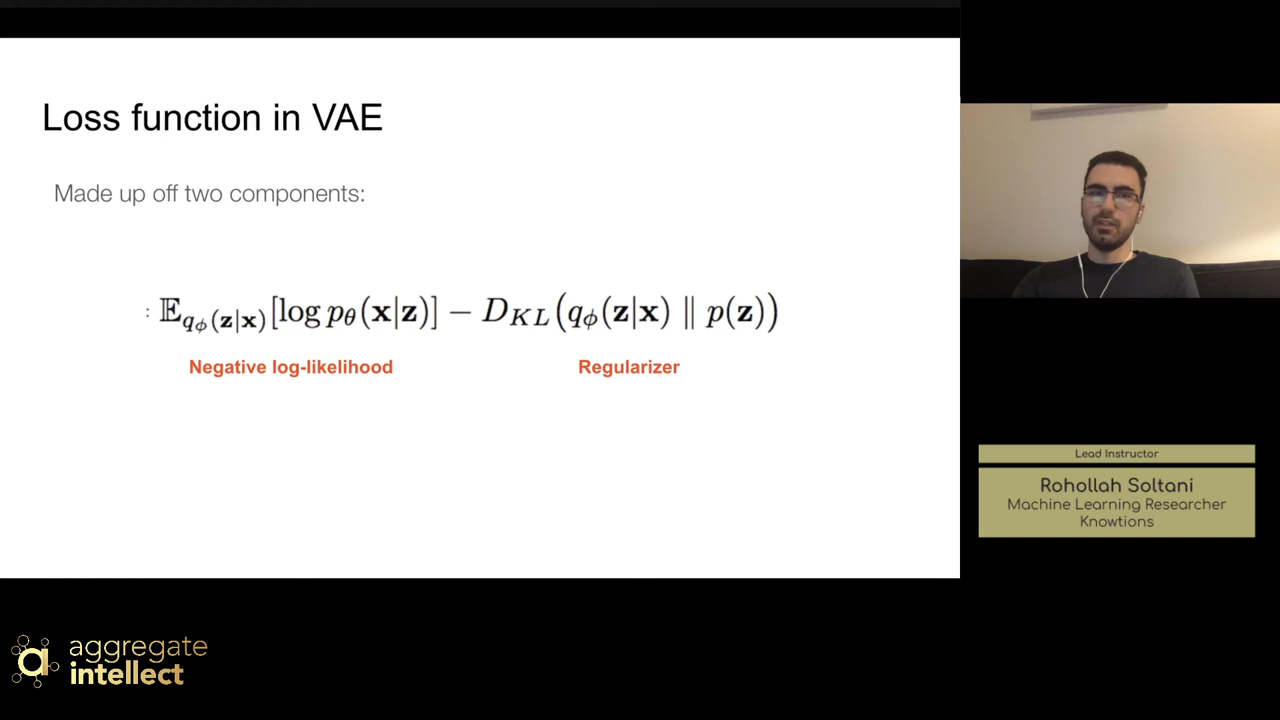 Loss function in VAE
Made up off two components:
: 𝔼_{q_ϕ(𝐳|𝐱)}[log p_θ(𝐱|𝐳)] − D_{KL}(q_ϕ(𝐳|𝐱) ∥ p(𝐳))
Negative log-likelihood Regularizer
Lead Instructor
Rohollah Soltani
Machine Learning Researcher
Knowtions
aggregate
intellect